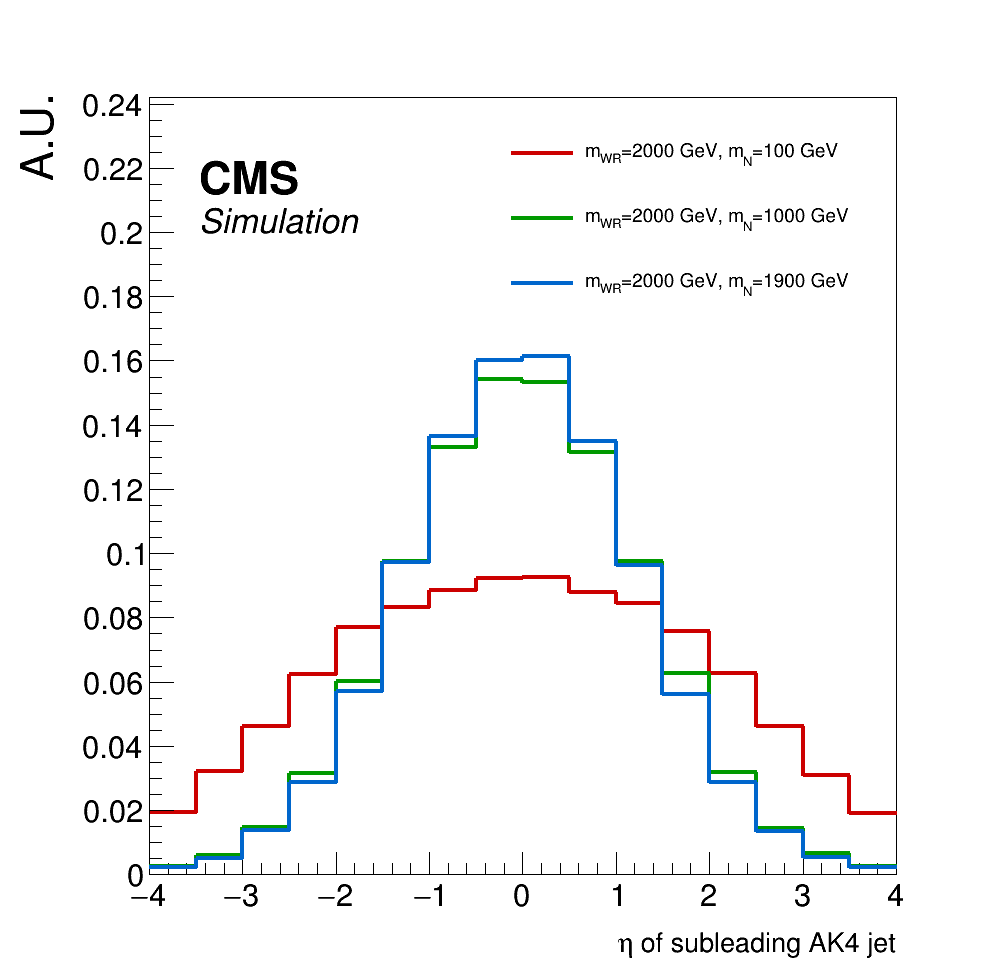 A.U.
0.24
0.22
0.2
0.18
0.16
0.14
0.12
0.1
0.08
0.06
0.04
0.02
0
CMS
Simulation
mWR=2000 GeV, mN=100 GeV
mWR=2000 GeV, mN=1000 GeV
mWR=2000 GeV, mN=1900 GeV
−4 −3 −2 −1 0 1 2 3 4
η of subleading AK4 jet